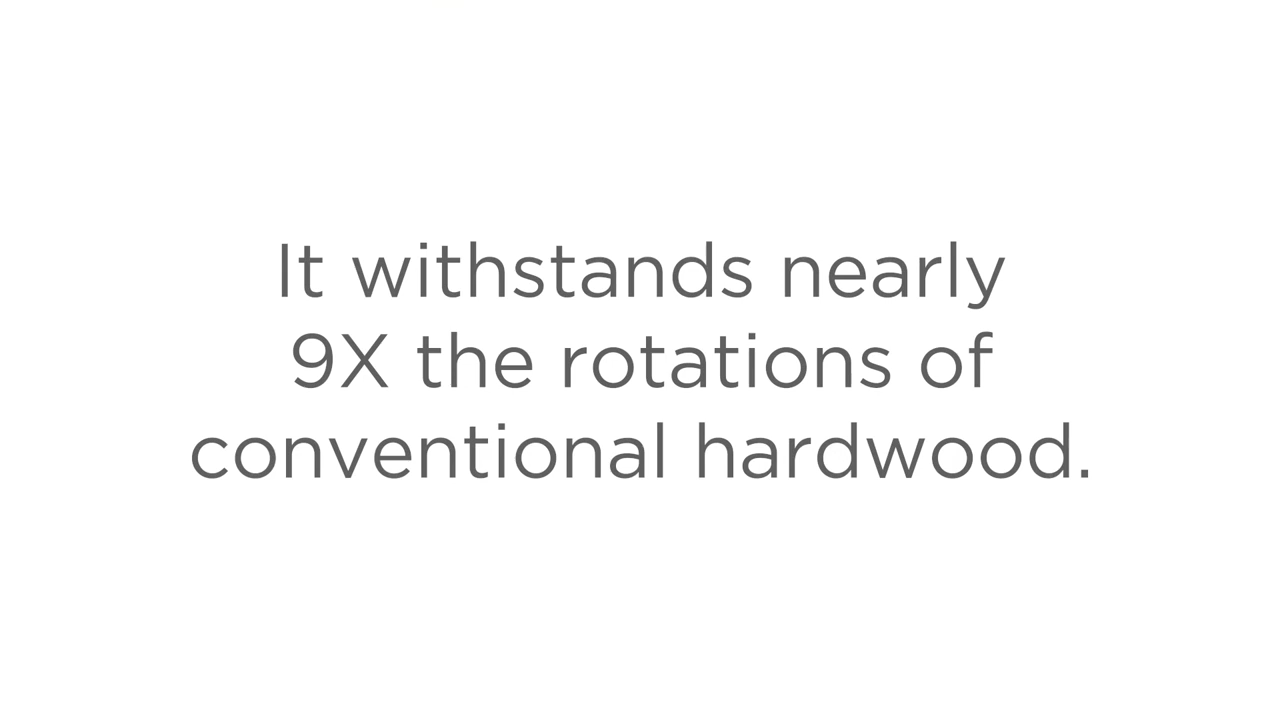 It withstands nearly
9X the rotations of
conventional hardwood.